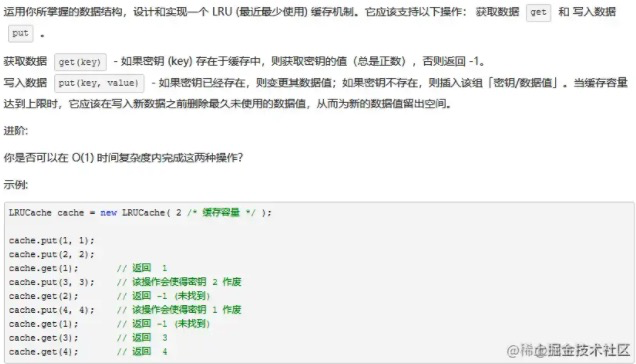 运用你所掌握的数据结构，设计和实现一个 LRU (最近最少使用) 缓存机制。它应该支持以下操作： 获取数据 get 和 写入数据
put 。
获取数据 get(key) - 如果密钥 (key) 存在于缓存中，则获取密钥的值（总是正数），否则返回 -1。
写入数据 put(key, value) - 如果密钥已经存在，则变更其数据值；如果密钥不存在，则插入该组「密钥/数据值」。当缓存容量
达到上限时，它应该在写入新数据之前删除最久未使用的数据值，从而为新的数据值留出空间。
进阶:
你是否可以在 O(1) 时间复杂度内完成这两种操作？
示例:
LRUCache cache = new LRUCache( 2 /* 缓存容量 */ );
cache.put(1, 1);
cache.put(2, 2);
cache.get(1); // 返回 1
cache.put(3, 3); // 该操作会使得密钥 2 作废
cache.get(2); // 返回 -1 (未找到)
cache.put(4, 4); // 该操作会使得密钥 1 作废
cache.get(1); // 返回 -1 (未找到)
cache.get(3); // 返回 3
cache.get(4); // 返回 4
@稀土掘金技术社区